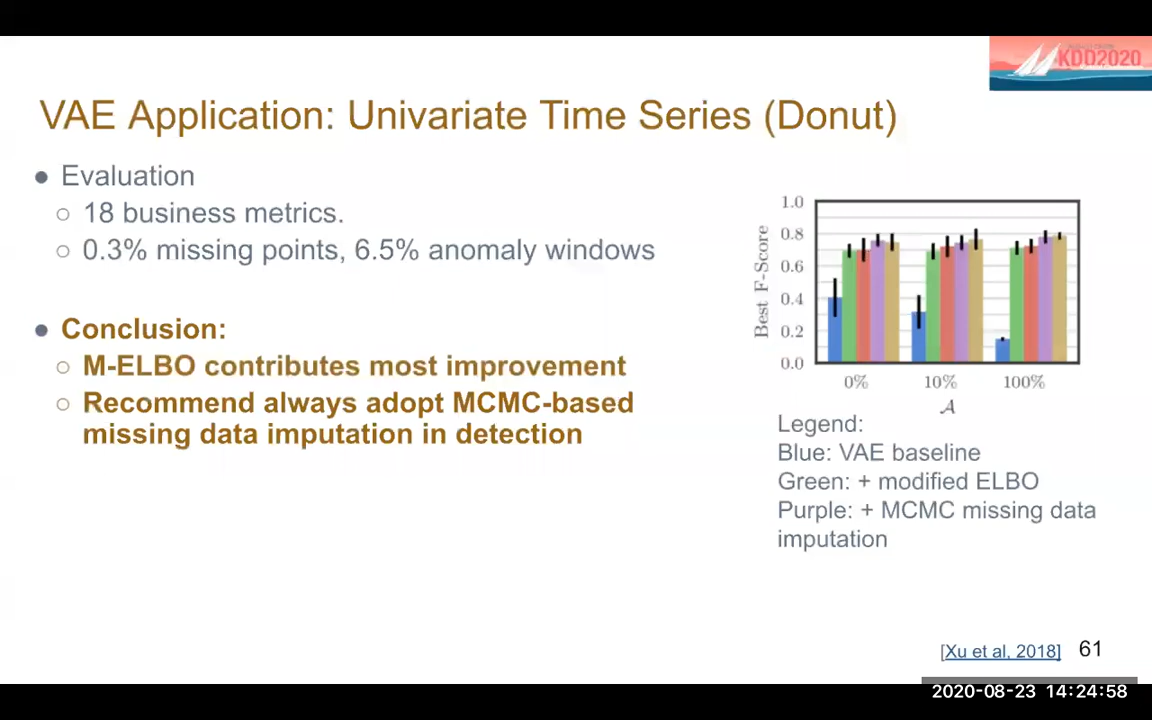 KDD2020
VAE Application: Univariate Time Series (Donut)
● Evaluation
○ 18 business metrics.
○ 0.3% missing points, 6.5% anomaly windows
● Conclusion:
○ M-ELBO contributes most improvement
○ Recommend always adopt MCMC-based
missing data imputation in detection
Best F-Score
1.0
0.8
0.6
0.4
0.2
0.0
0% 10% 100%
𝒜
Legend:
Blue: VAE baseline
Green: + modified ELBO
Purple: + MCMC missing data
imputation
[Xu et al, 2018] 61
2020-08-23 14:24:58